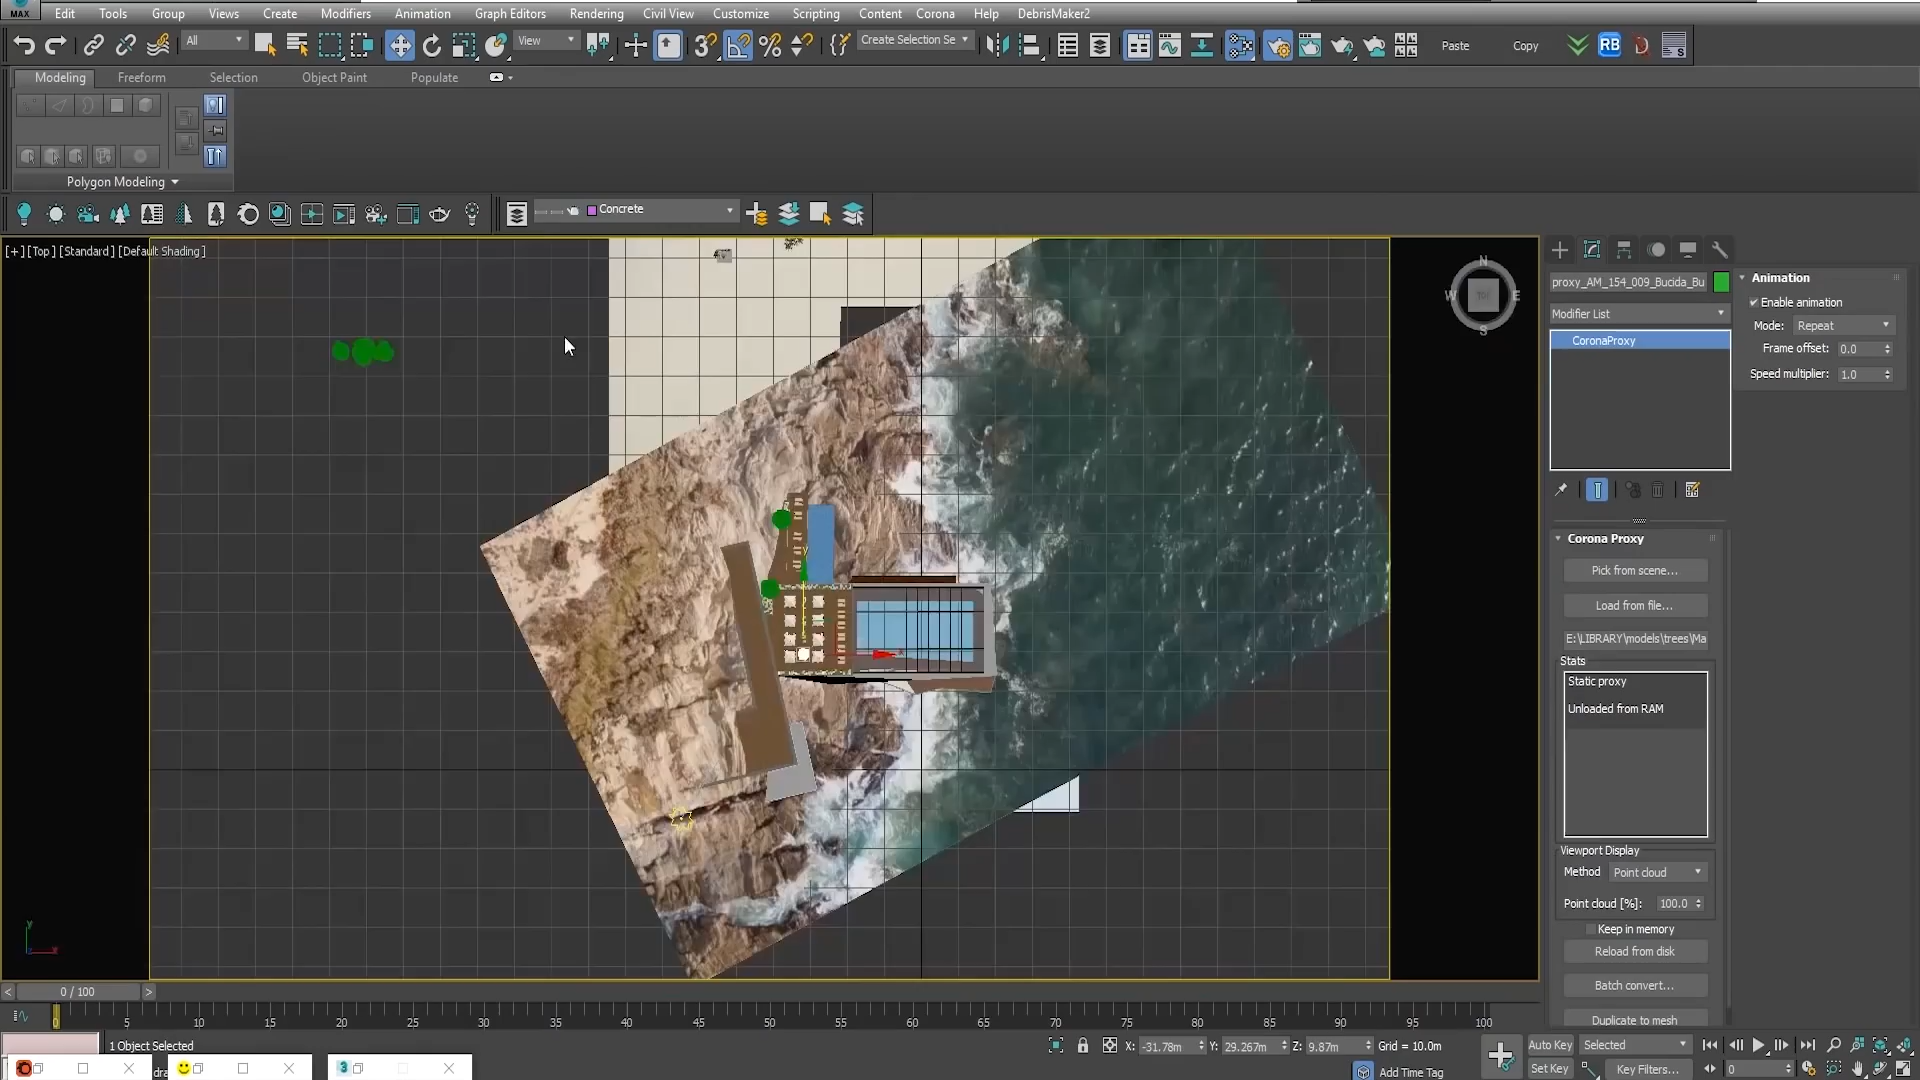 MAX Edit Tools Group Views Create Modifiers Animation Graph Editors Rendering Civil View Customize Scripting Content Corona Help DebrisMaker2
All View Create Selection Se Paste Copy RB
Modeling Freeform Selection Object Paint Populate
Polygon Modeling
Concrete
[+] [Top] [Standard] [Default Shading]
N
W E
S
proxy_AM_154_009_Bucida_Bu
Modifier List
CoronaProxy
Animation
Enable animation
Mode: Repeat
Frame offset: 0.0
Speed multiplier: 1.0
Corona Proxy
Pick from scene...
Load from file...
E:\LIBRARY\models\trees\Ma
Stats
Static proxy
Unloaded from RAM
Viewport Display
Method Point cloud
Point cloud [%]: 100.0
Keep in memory
Reload from disk
Batch convert...
Duplicate to mesh
y
x
< 0 / 100 >
0 5 10 15 20 25 30 35 40 45 50 55 60 65 70 75 80 85 90 95 100
1 Object Selected X: -31.78m Y: 29.267m Z: 9.87m Grid = 10.0m Auto Key Selected
Add Time Tag Set Key Key Filters... 0